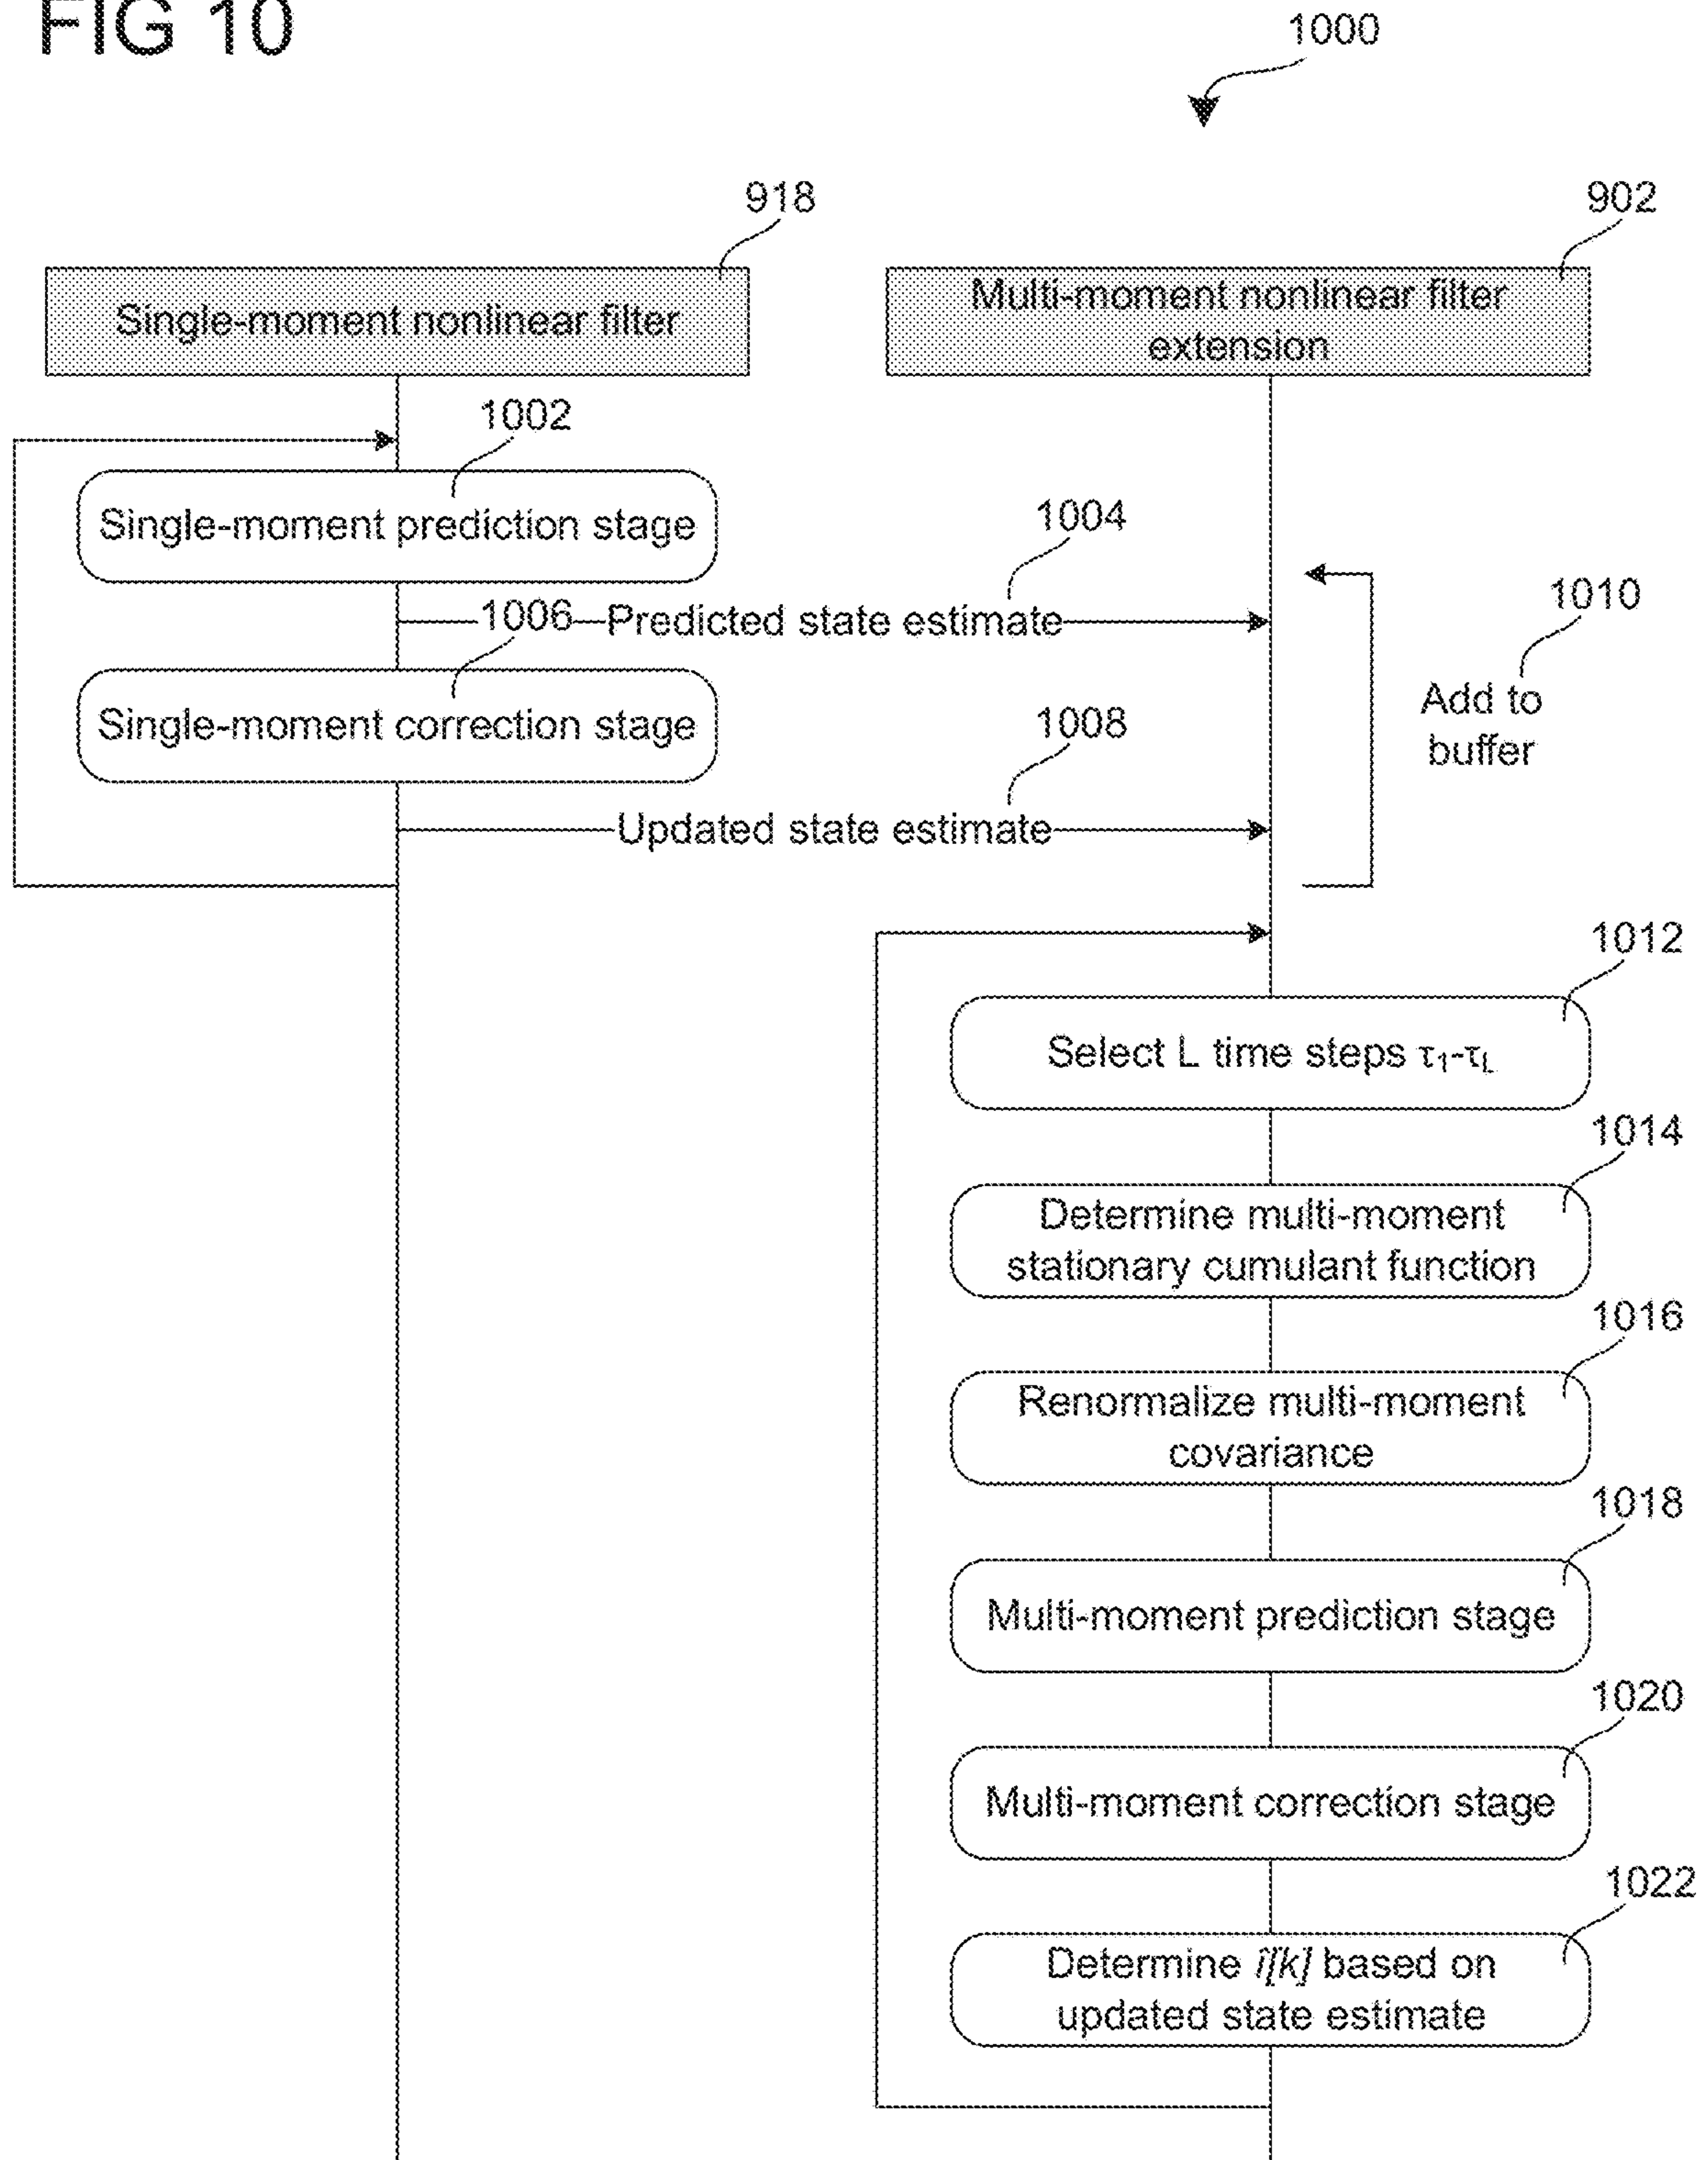 FIG 10
1000
918
902
Single-moment nonlinear filter
Multi-moment nonlinear filter
extension
1002
Single-moment prediction stage
1004
1006
Predicted state estimate
1010
Single-moment correction stage
Add to
buffer
1008
Updated state estimate
1012
Select L time steps τ₁-τ_L
1014
Determine multi-moment
stationary cumulant function
1016
Renormalize multi-moment
covariance
1018
Multi-moment prediction stage
1020
Multi-moment correction stage
1022
Determine i[k] based on
updated state estimate